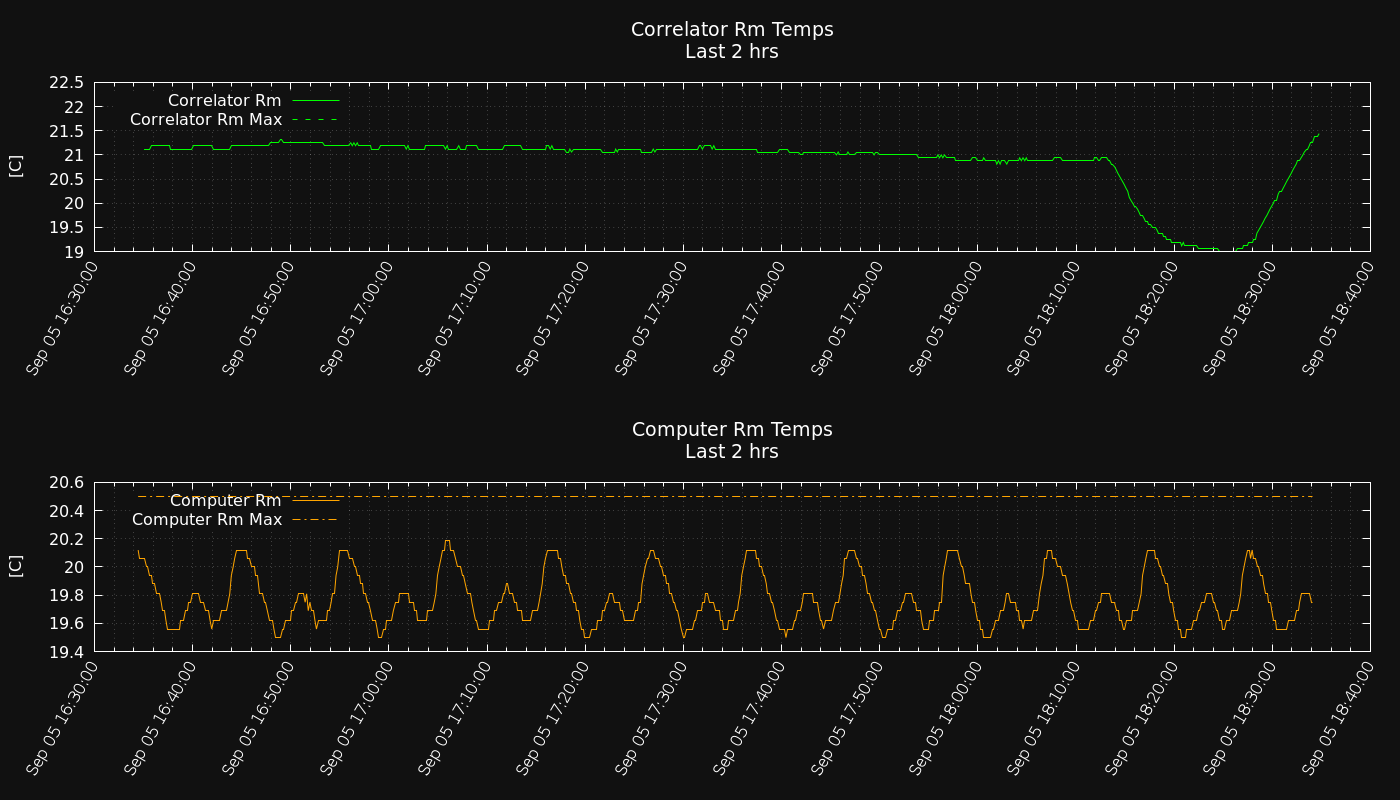 Correlator Rm Temps
Last 2 hrs
22.5
22
21.5
21
20.5
20
19.5
19
[C]
Correlator Rm
Correlator Rm Max
Sep 05 16:30:00
Sep 05 16:40:00
Sep 05 16:50:00
Sep 05 17:00:00
Sep 05 17:10:00
Sep 05 17:20:00
Sep 05 17:30:00
Sep 05 17:40:00
Sep 05 17:50:00
Sep 05 18:00:00
Sep 05 18:10:00
Sep 05 18:20:00
Sep 05 18:30:00
Sep 05 18:40:00
Computer Rm Temps
Last 2 hrs
20.6
20.4
20.2
20
19.8
19.6
19.4
[C]
Computer Rm
Computer Rm Max
Sep 05 16:30:00
Sep 05 16:40:00
Sep 05 16:50:00
Sep 05 17:00:00
Sep 05 17:10:00
Sep 05 17:20:00
Sep 05 17:30:00
Sep 05 17:40:00
Sep 05 17:50:00
Sep 05 18:00:00
Sep 05 18:10:00
Sep 05 18:20:00
Sep 05 18:30:00
Sep 05 18:40:00